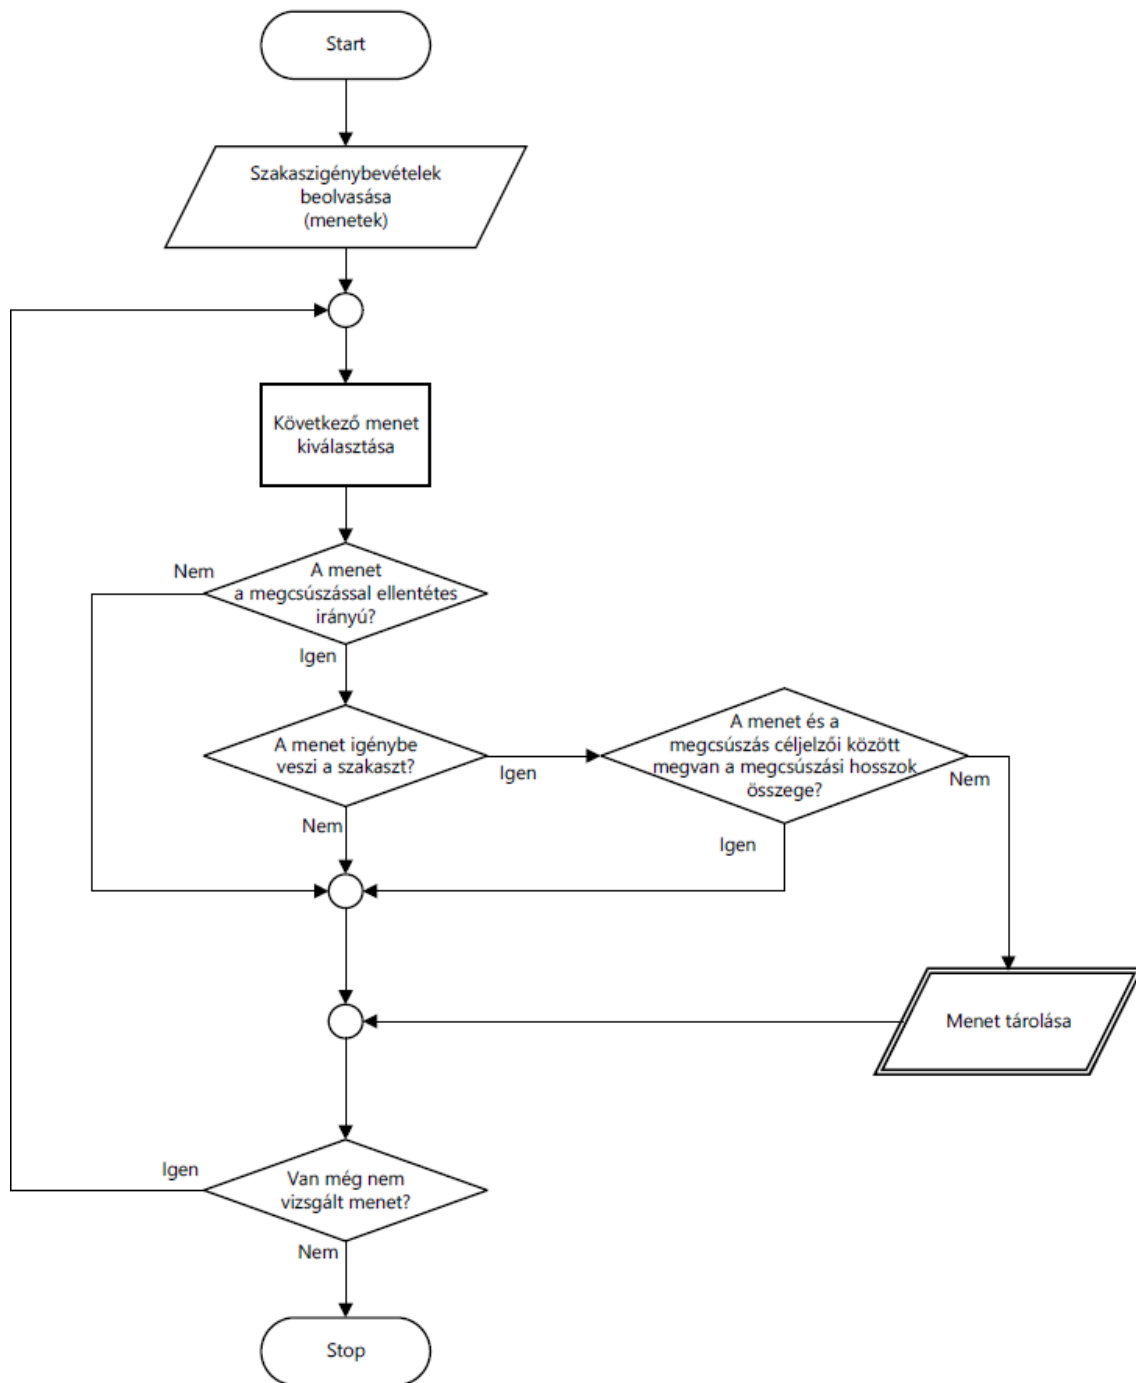 Start
Szakaszigénybevételek
beolvasása
(menetek)
Következő menet
kiválasztása
Nem
A menet
a megcsúszással ellentétes
irányú?
Igen
A menet igénybe
veszi a szakaszt?
Igen
Nem
A menet és a
megcsúszás céljelzői között
megvan a megcsúszási hosszok
összege?
Nem
Igen
Menet tárolása
Igen
Van még nem
vizsgált menet?
Nem
Stop